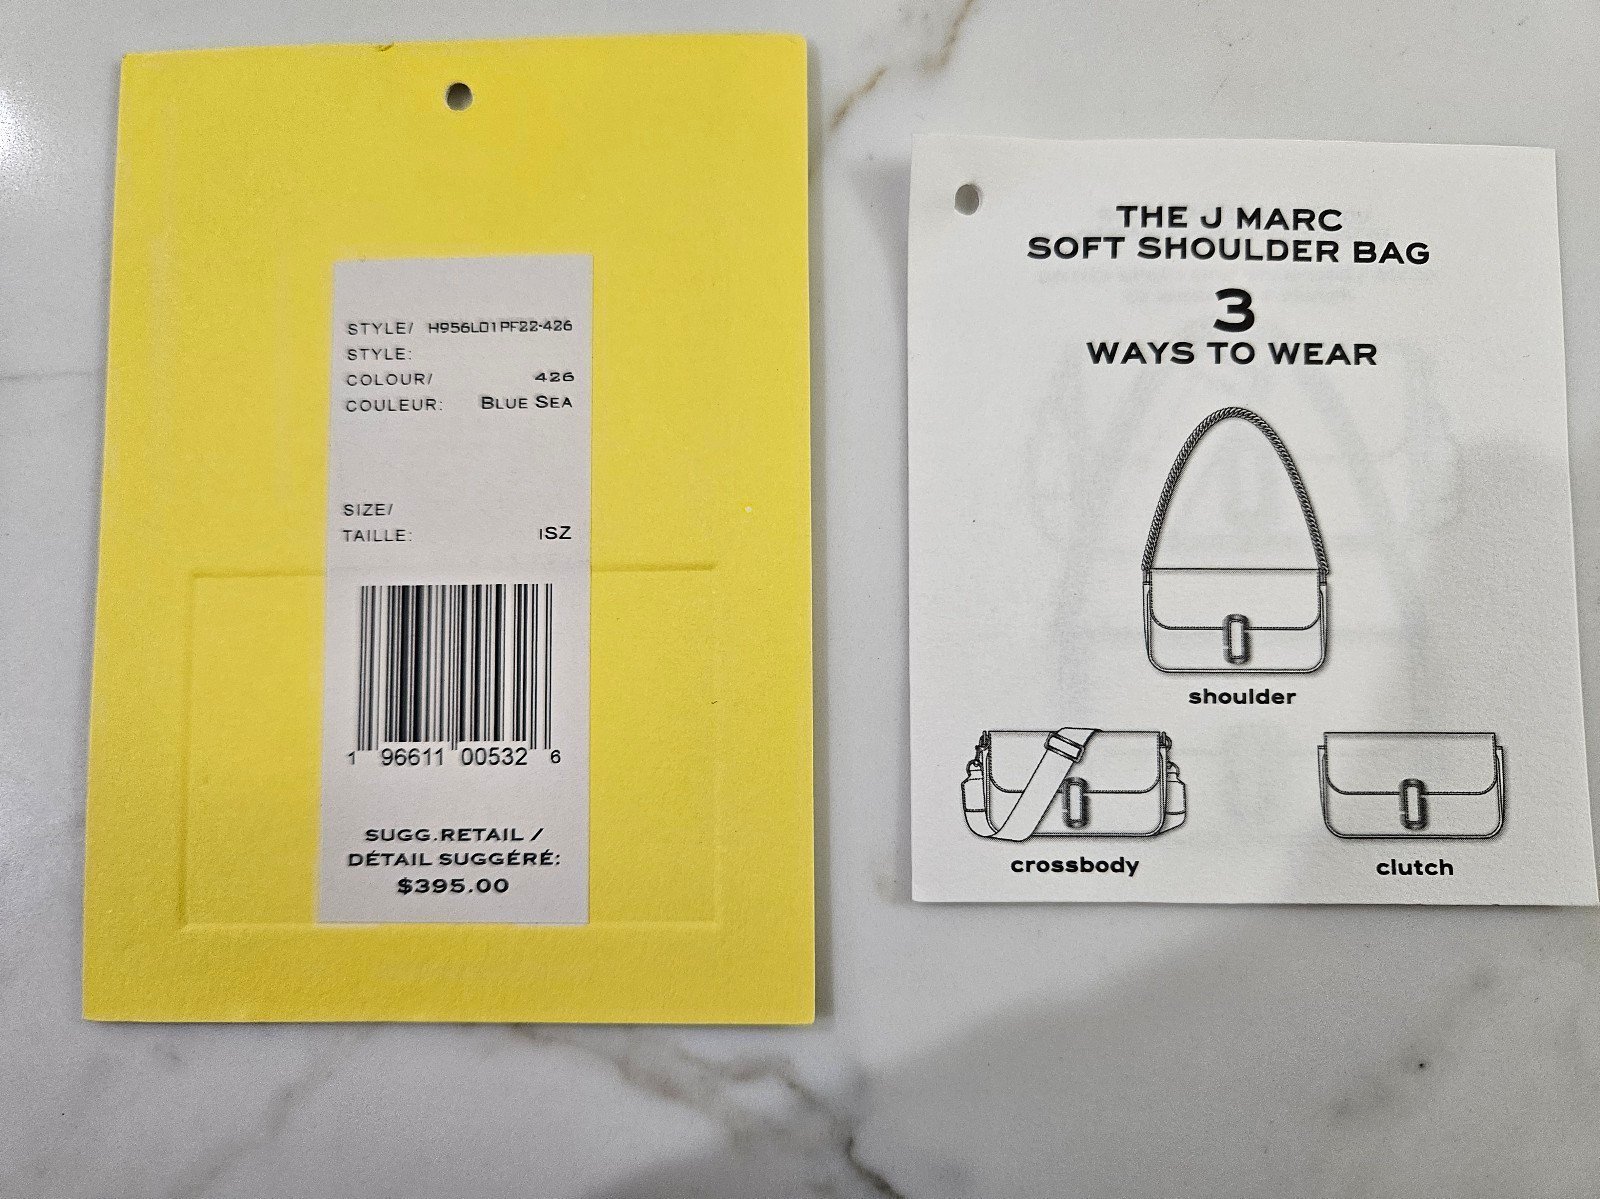 STYLE/ H956L01PF22-426
STYLE:
COLOUR/ 426
COULEUR: BLUE SEA
SIZE/
TAILLE: 1SZ
1 96611 00532 6
SUGG.RETAIL /
DÉTAIL SUGGÉRÉ:
$395.00
THE J MARC
SOFT SHOULDER BAG
3
WAYS TO WEAR
shoulder
crossbody
clutch